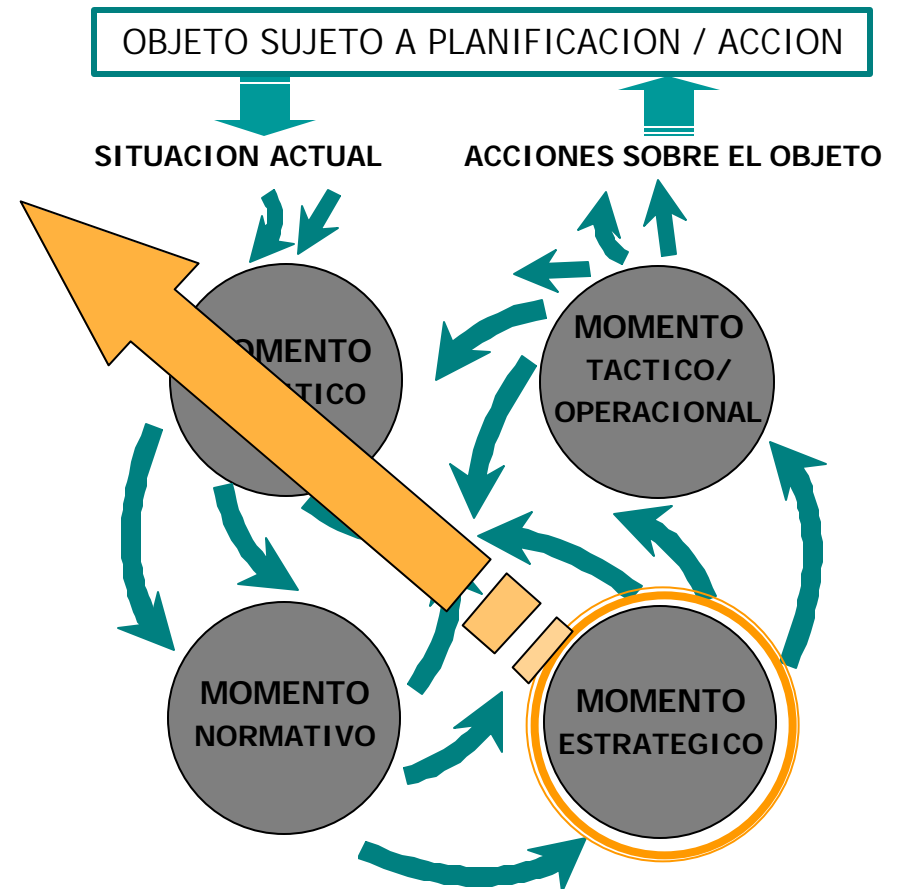 OBJETO SUJETO A PLANIFICACION / ACCION
SITUACION ACTUAL
ACCIONES SOBRE EL OBJETO
MOMENTO
TACTICO/
OPERACIONAL
MOMENTO
NORMATIVO
MOMENTO
ESTRATEGICO